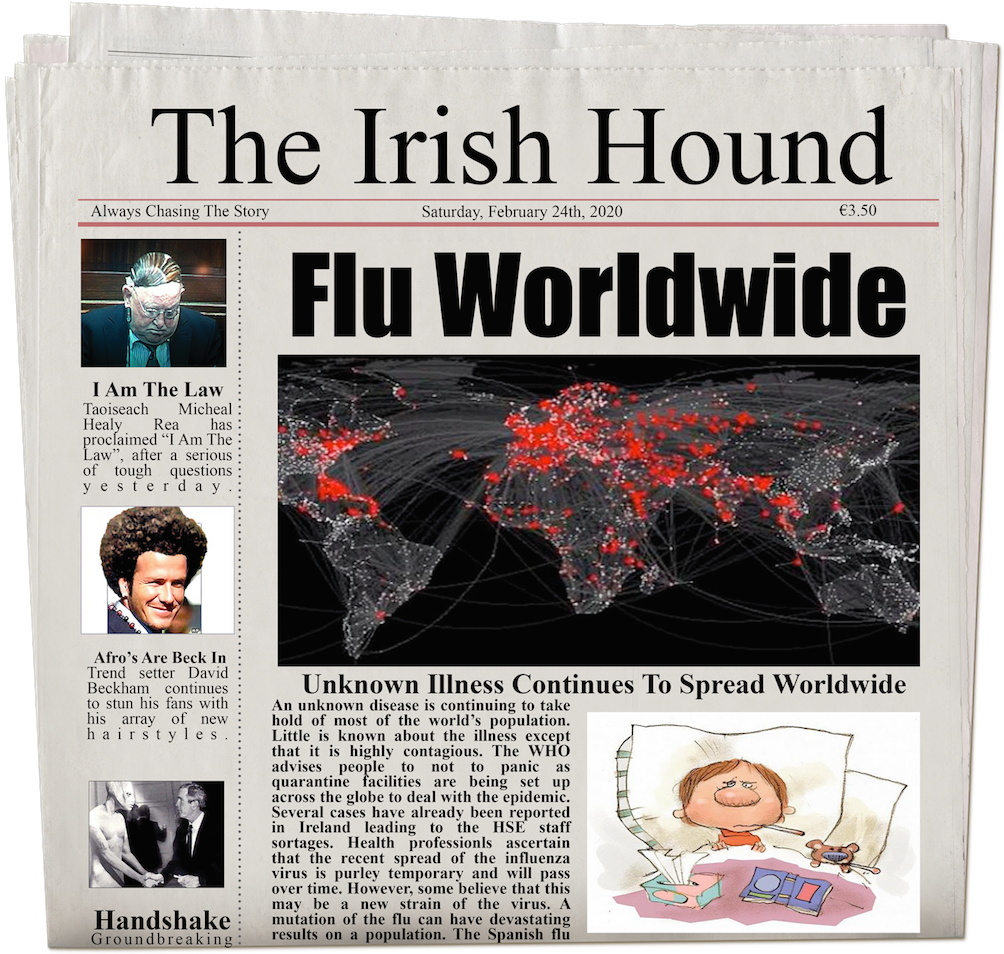 The Irish Hound
Always Chasing The Story
Saturday, February 24th, 2020
€3.50
I Am The Law
Taoiseach Micheal
Healy Rea has
proclaimed “I Am The
Law”, after a serious
of tough questions
yesterday.
Afro’s Are Beck In
Trend setter David
Beckham continues
to stun his fans with
his array of new
hairstyles.
Handshake
Groundbreaking
Flu Worldwide
Unknown Illness Continues To Spread Worldwide
An unknown disease is continuing to take
hold of most of the world’s population.
Little is known about the illness except
that it is highly contagious. The WHO
advises people to not to panic as
quarantine facilities are being set up
across the globe to deal with the epidemic.
Several cases have already been reported
in Ireland leading to the HSE staff
sortages. Health professionls ascertain
that the recent spread of the influenza
virus is purley temporary and will pass
over time. However, some believe that this
may be a new strain of the virus. A
mutation of the flu can have devastating
results on a population. The Spanish flu